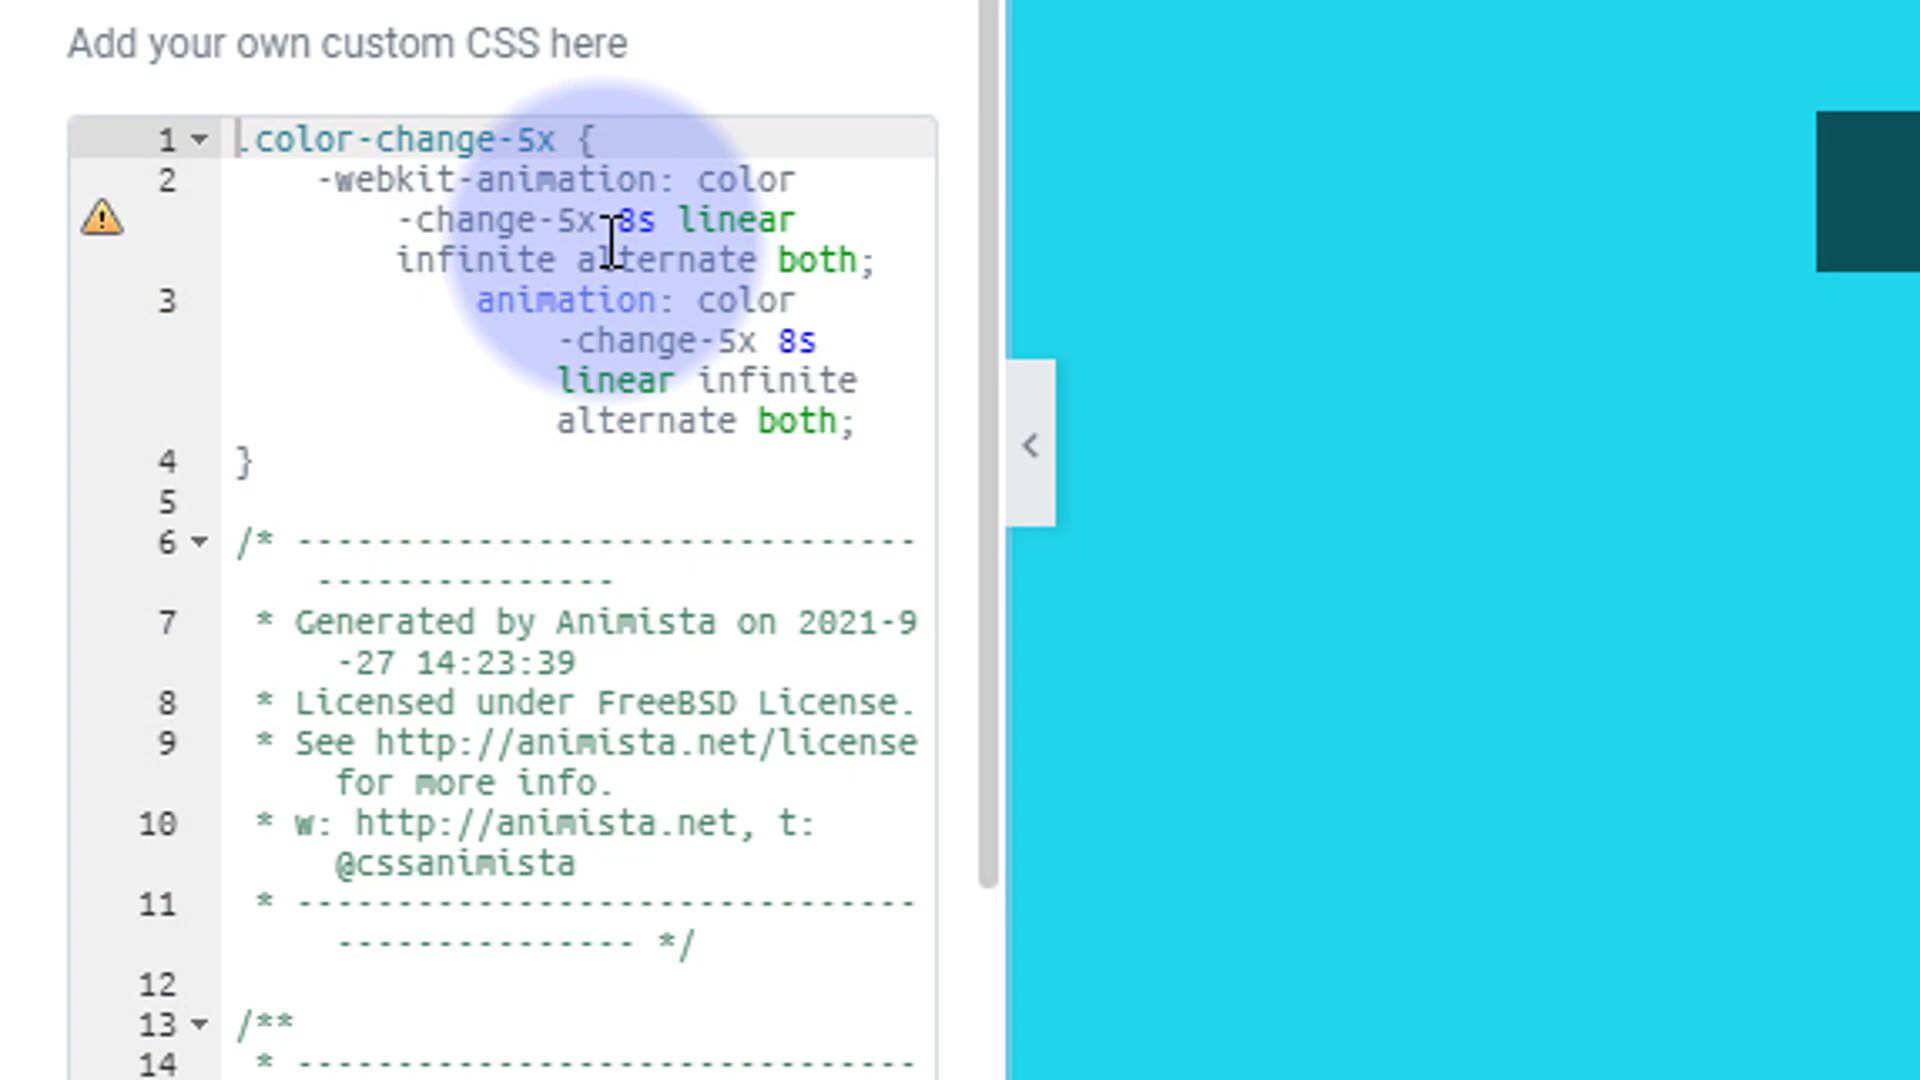 Add your own custom CSS here
1 .color-change-5x {
2 -webkit-animation: color
-change-5x 8s linear
infinite alternate both;
3 animation: color
-change-5x 8s
linear infinite
alternate both;
4 }
5
6 /* -------------------------------
---------------
7 * Generated by Animista on 2021-9
-27 14:23:39
8 * Licensed under FreeBSD License.
9 * See http://animista.net/license
for more info.
10 * w: http://animista.net, t:
@cssanimista
11 * -------------------------------
--------------- */
12
13 /**
14 * -------------------------------